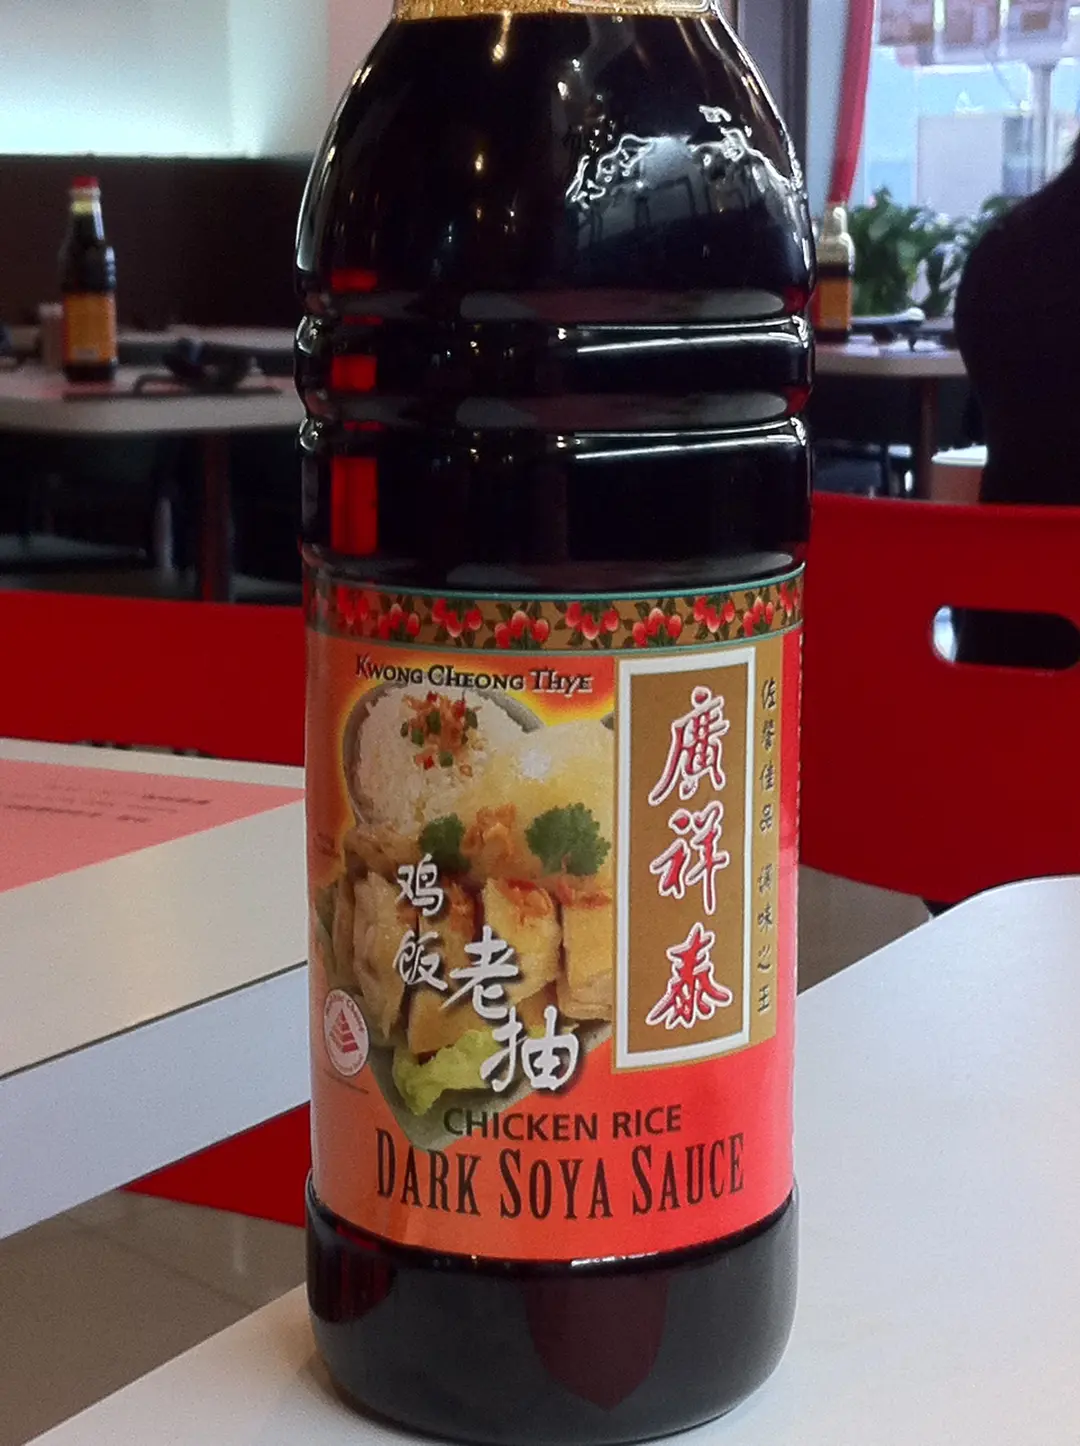 KWONG CHEONG THYE
廣祥泰
佐餐佳品 調味之王
鸡饭
老抽
CHICKEN RICE
DARK SOYA SAUCE